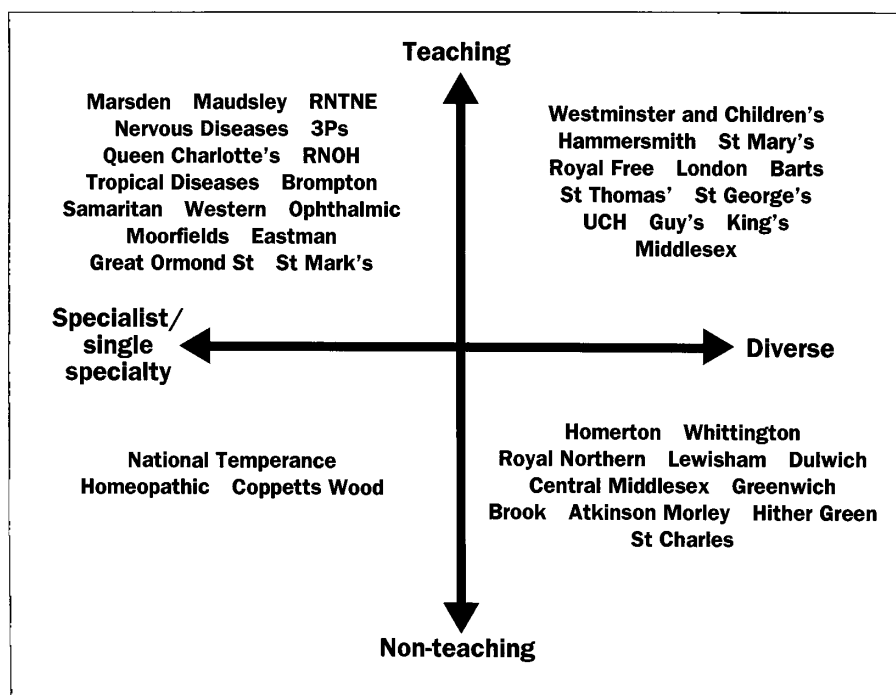 Teaching
Marsden Maudsley RNTNE
Nervous Diseases 3Ps
Queen Charlotte's RNOH
Tropical Diseases Brompton
Samaritan Western Ophthalmic
Moorfields Eastman
Great Ormond St St Mark's
Westminster and Children's
Hammersmith St Mary's
Royal Free London Barts
St Thomas' St George's
UCH Guy's King's
Middlesex
Specialist/
single
specialty
Diverse
National Temperance
Homeopathic Coppetts Wood
Homerton Whittington
Royal Northern Lewisham Dulwich
Central Middlesex Greenwich
Brook Atkinson Morley Hither Green
St Charles
Non-teaching